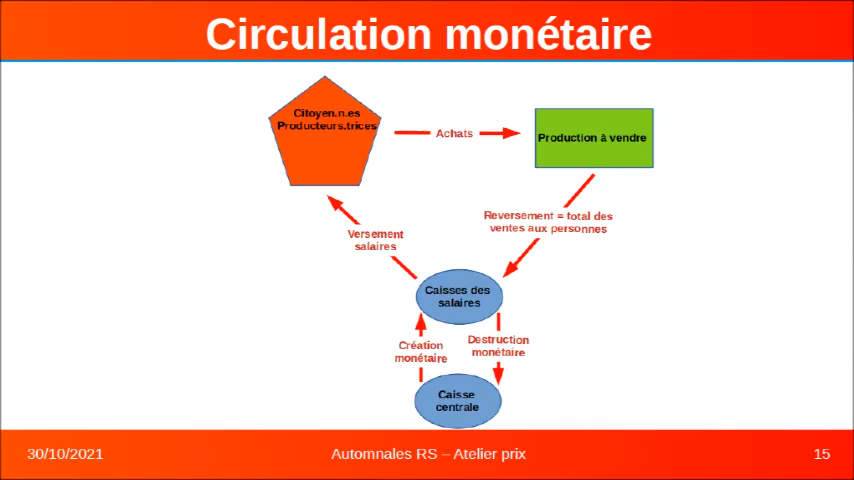 Circulation monétaire
Citoyen.n.es
Producteurs.trices
Achats
Production à vendre
Reversement = total des
ventes aux personnes
Versement
salaires
Caisses des
salaires
Création
monétaire
Destruction
monétaire
Caisse
centrale
30/10/2021
Automnales RS – Atelier prix
15